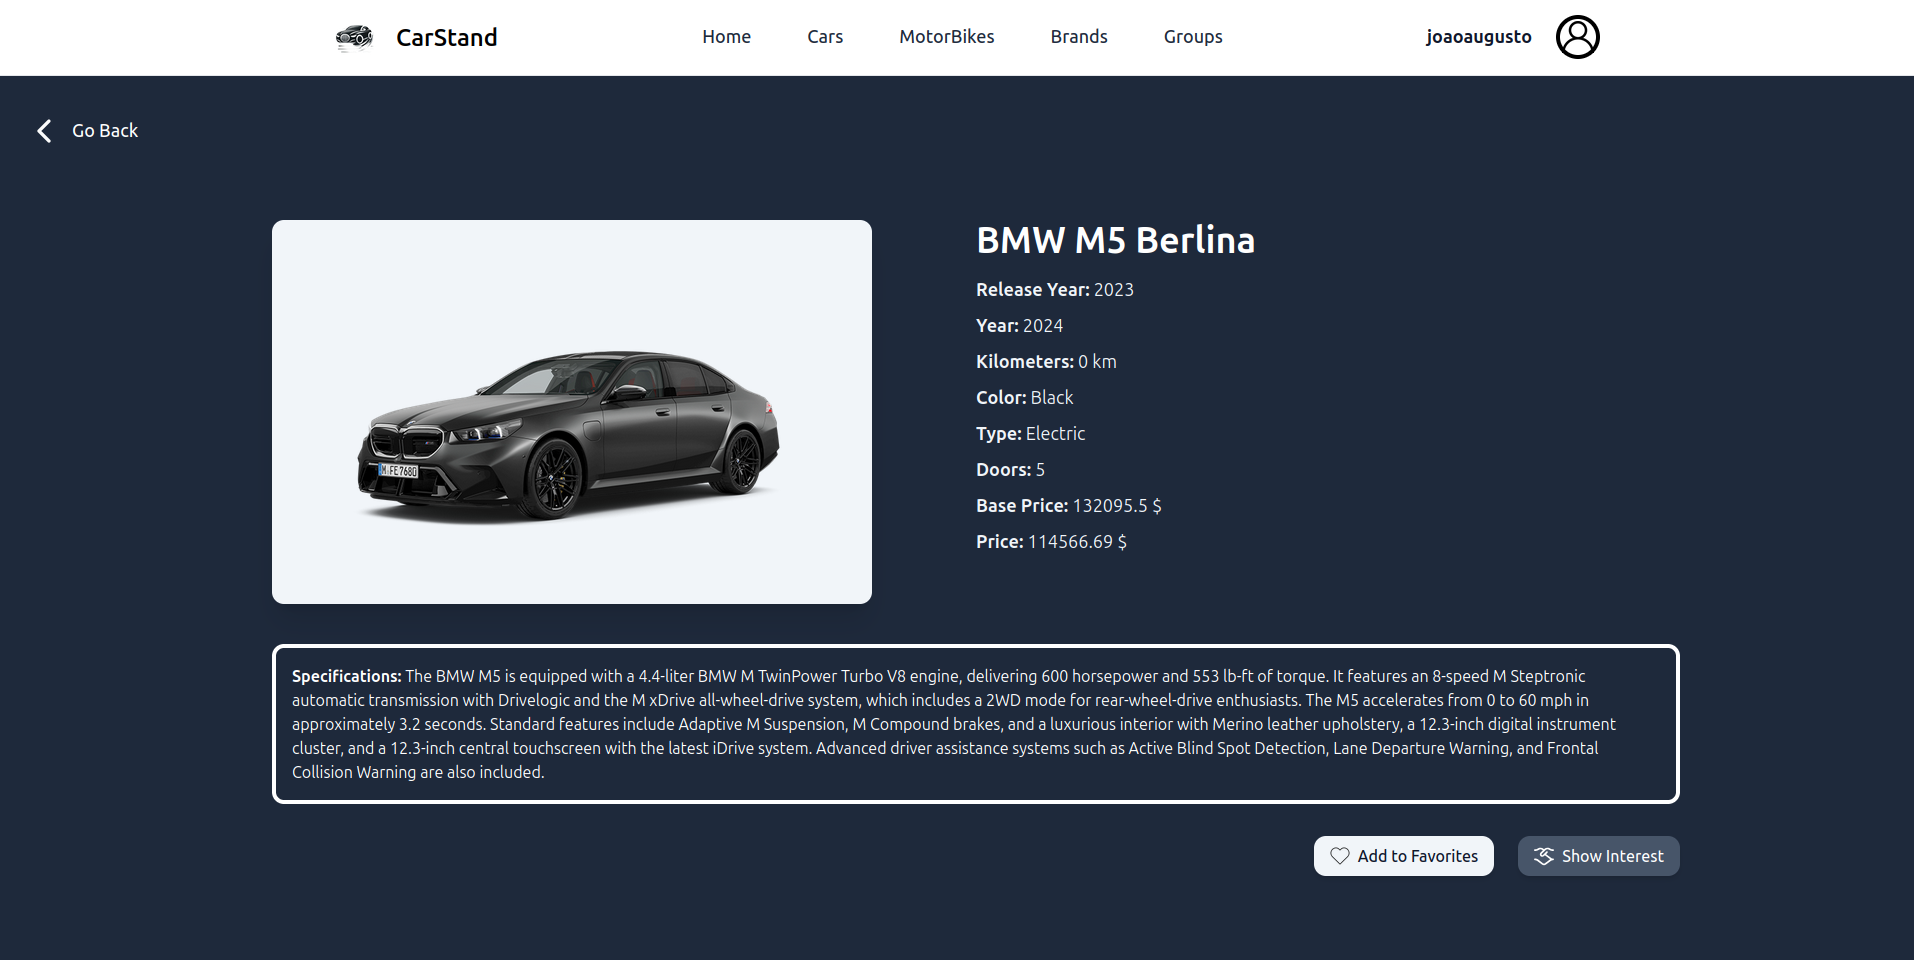 CarStand
Home
Cars
MotorBikes
Brands
Groups
joaoaugusto
Go Back
M FE 7680
BMW M5 Berlina
Release Year: 2023
Year: 2024
Kilometers: 0 km
Color: Black
Type: Electric
Doors: 5
Base Price: 132095.5 $
Price: 114566.69 $
Specifications: The BMW M5 is equipped with a 4.4-liter BMW M TwinPower Turbo V8 engine, delivering 600 horsepower and 553 lb-ft of torque. It features an 8-speed M Steptronic
automatic transmission with Drivelogic and the M xDrive all-wheel-drive system, which includes a 2WD mode for rear-wheel-drive enthusiasts. The M5 accelerates from 0 to 60 mph in
approximately 3.2 seconds. Standard features include Adaptive M Suspension, M Compound brakes, and a luxurious interior with Merino leather upholstery, a 12.3-inch digital instrument
cluster, and a 12.3-inch central touchscreen with the latest iDrive system. Advanced driver assistance systems such as Active Blind Spot Detection, Lane Departure Warning, and Frontal
Collision Warning are also included.
Add to Favorites
Show Interest